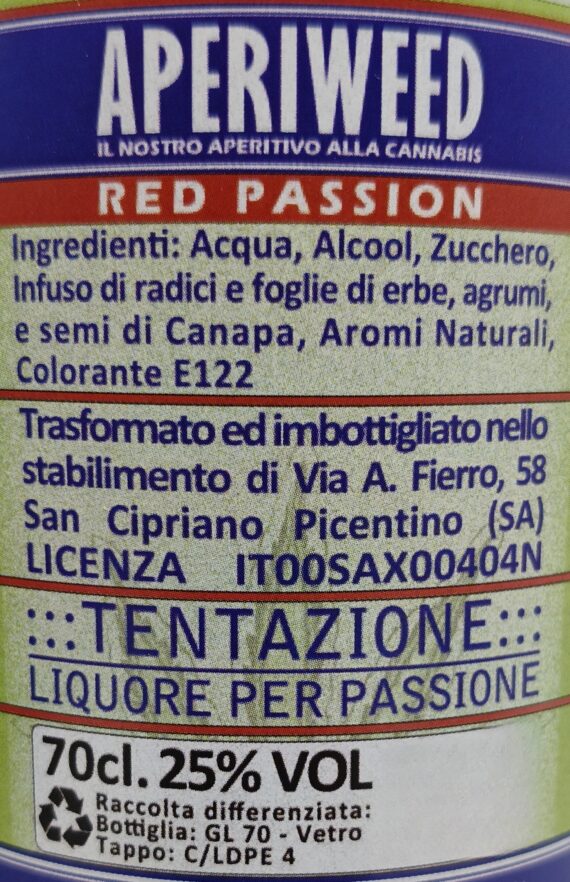 APERIWEED
IL NOSTRO APERITIVO ALLA CANNABIS
RED PASSION
Ingredienti: Acqua, Alcool, Zucchero,
Infuso di radici e foglie di erbe, agrumi,
e semi di Canapa, Aromi Naturali,
Colorante E122
Trasformato ed imbottigliato nello
stabilimento di Via A. Fierro, 58
San Cipriano Picentino (SA)
LICENZA IT00SAX00404N
:::TENTAZIONE:::
LIQUORE PER PASSIONE
70cl. 25% VOL
Raccolta differenziata:
Bottiglia: GL 70 - Vetro
Tappo: C/LDPE 4